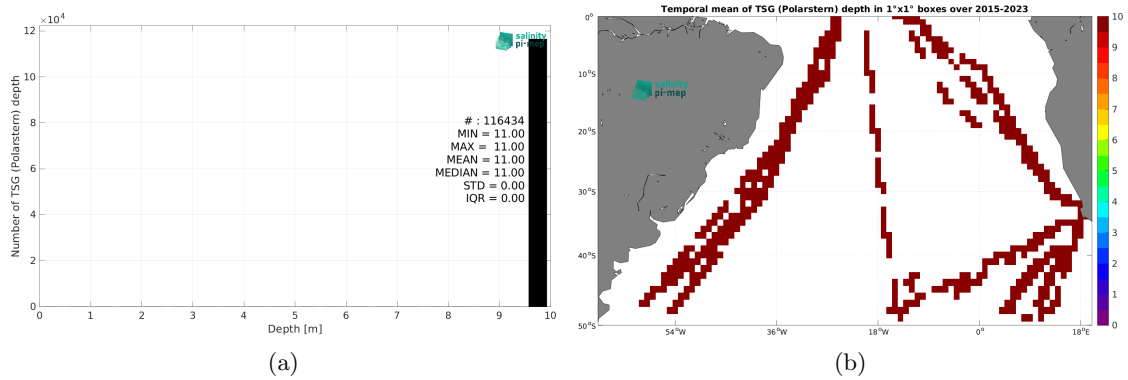 ×10⁴
12
10
8
6
4
2
0
Number of TSG (Polarstern) depth
salinity
pi-mep
# : 116434
MIN = 11.00
MAX = 11.00
MEAN = 11.00
MEDIAN = 11.00
STD = 0.00
IQR = 0.00
0 1 2 3 4 5 6 7 8 9 10
Depth [m]
(a)
Temporal mean of TSG (Polarstern) depth in 1°x1° boxes over 2015-2023
0°
10°S
20°S
30°S
40°S
50°S
salinity
pi-mep
54°W 36°W 18°W 0° 18°E
10
9
8
7
6
5
4
3
2
1
0
(b)